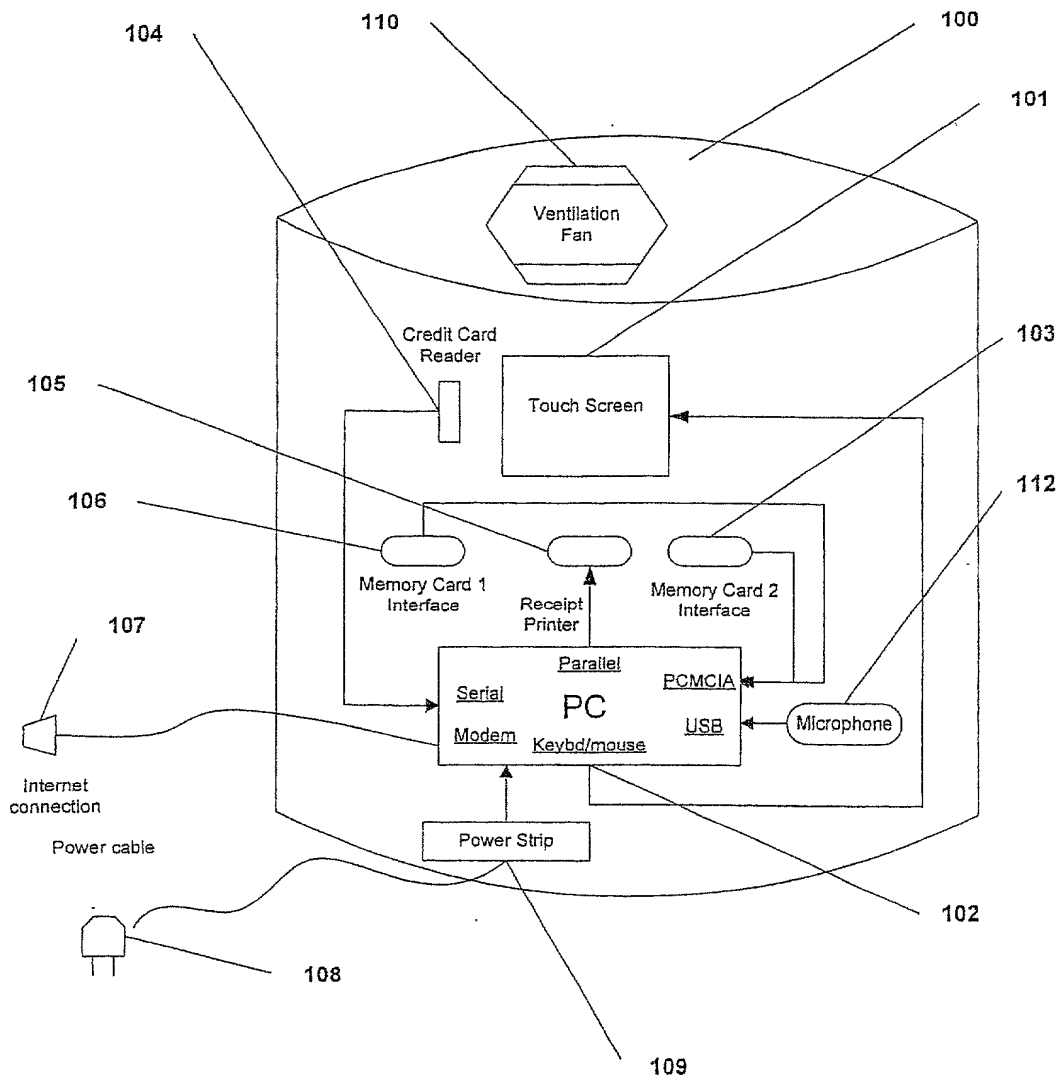 104
110
100
101
Ventilation
Fan
Credit Card
Reader
103
105
Touch Screen
112
106
Memory Card 1
Interface
Receipt
Printer
Memory Card 2
Interface
107
Parallel
PCMCIA
Serial
PC
USB
Microphone
Modem
Keybd/mouse
Internet
connection
Power cable
Power Strip
102
108
109